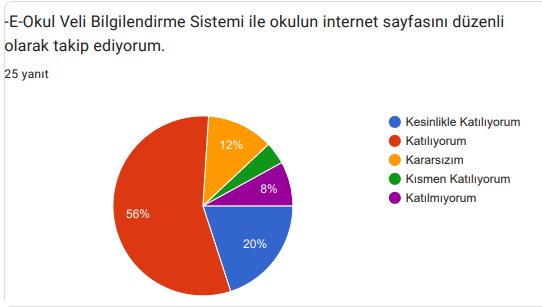 -E-Okul Veli Bilgilendirme Sistemi ile okulun internet sayfasını düzenli
olarak takip ediyorum.
25 yanıt
Kesinlikle Katılıyorum
Katılıyorum
Kararsızım
Kısmen Katılıyorum
Katılmıyorum
12%
8%
56%
20%